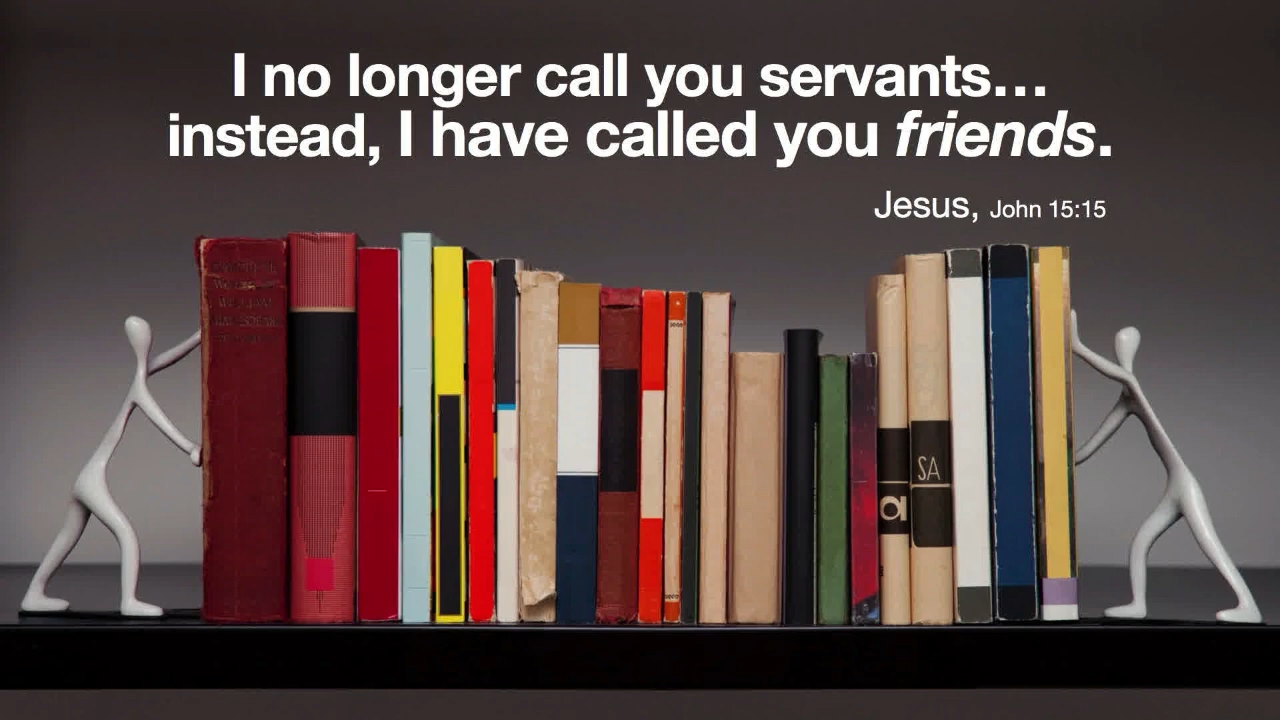 I no longer call you servants…
instead, I have called you friends.
Jesus, John 15:15
SA
a